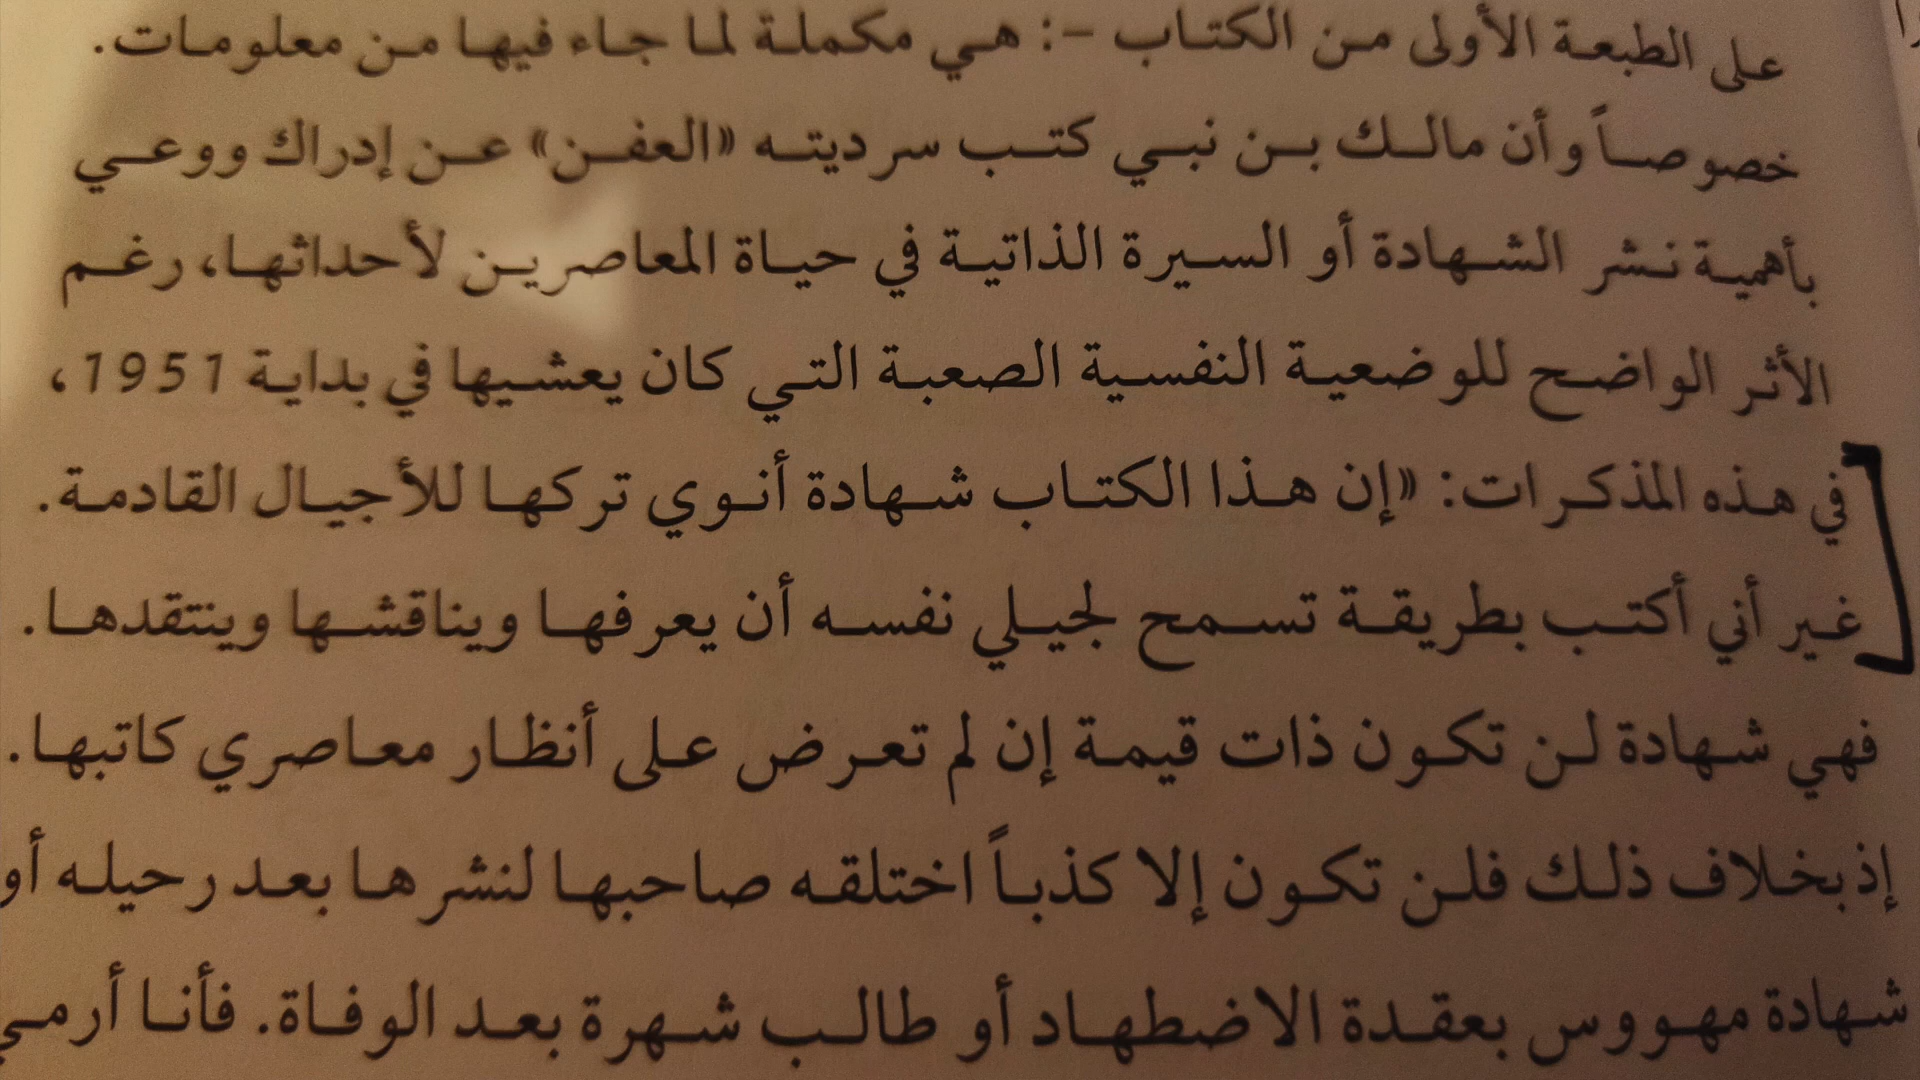 على الطبعة الأولى من الكتاب –: هي مكملة لما جاء فيها من معلومات.
خصوصاً وأن مالك بن نبي كتب سرديته «العفن» عن إدراك ووعي
بأهمية نشر الشهادة أو السيرة الذاتية في حياة المعاصرين لأحداثها، رغم
الأثر الواضح للوضعية النفسية الصعبة التي كان يعشيها في بداية 1951،
في هذه المذكرات: «إن هذا الكتاب شهادة أنوي تركها للأجيال القادمة.
غير أني أكتب بطريقة تسمح لجيلي نفسه أن يعرفها ويناقشها وينتقدها.
فهي شهادة لن تكون ذات قيمة إن لم تعرض على أنظار معاصري كاتبها.
إذ بخلاف ذلك فلن تكون إلا كذباً اختلقه صاحبها لنشرها بعد رحيله أو
شهادة مهووس بعقدة الاضطهاد أو طالب شهرة بعد الوفاة. فأنا أرمي